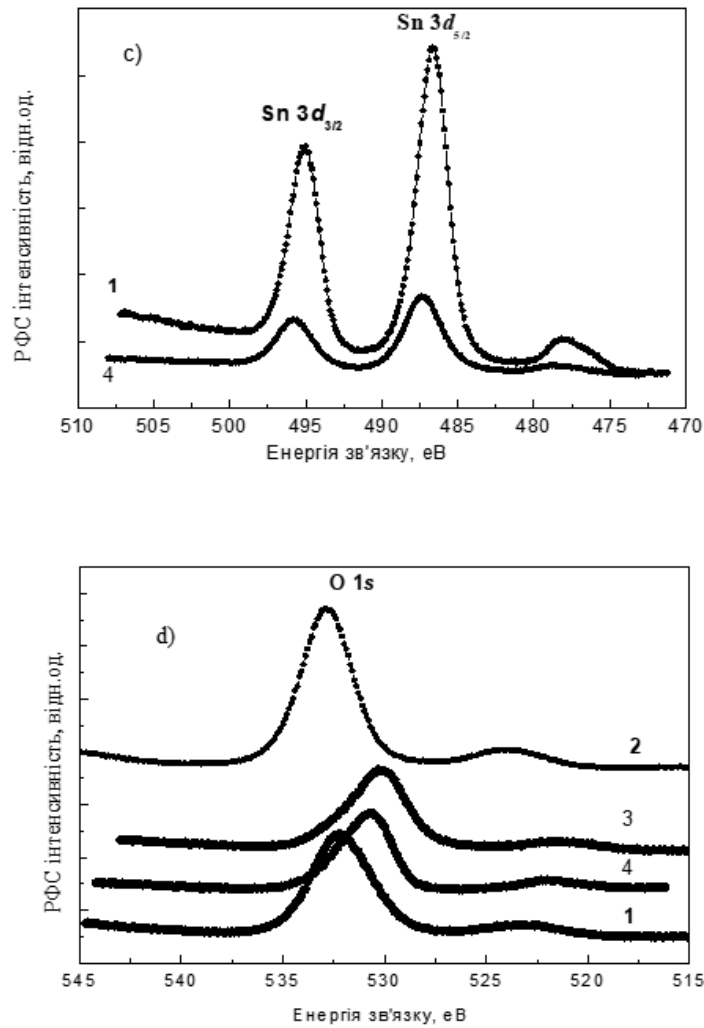 Sn 3d5/2
c)
Sn 3d3/2
РФС інтенсивність, відн.од.
1
4
510 505 500 495 490 485 480 475 470
Енергія зв'язку, еВ
O 1s
d)
РФС інтенсивність, відн.од.
2
3
4
1
545 540 535 530 525 520 515
Енергія зв'язку, еВ